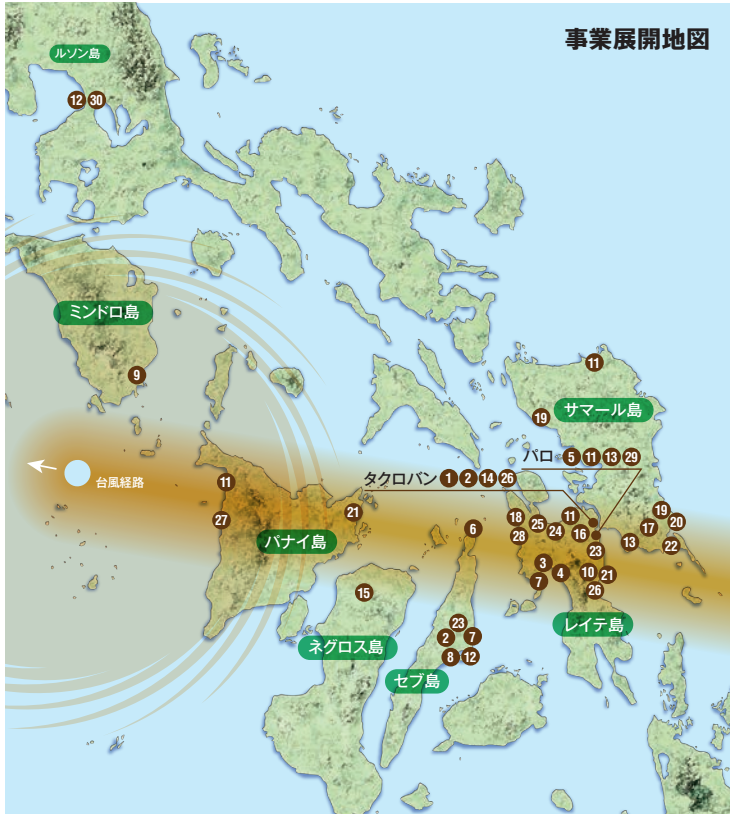 事業展開地図
ルソン島
12 30
ミンドロ島
9
11
サマール島
19
パロ 5 11 13 29
タクロバン 1 2 14 26
台風経路
11
27
21
パナイ島
6
18
28
25
24
11
16
23
19
20
17
13
22
3
7
4
10
21
26
レイテ島
15
ネグロス島
23
2
7
8
12
セブ島